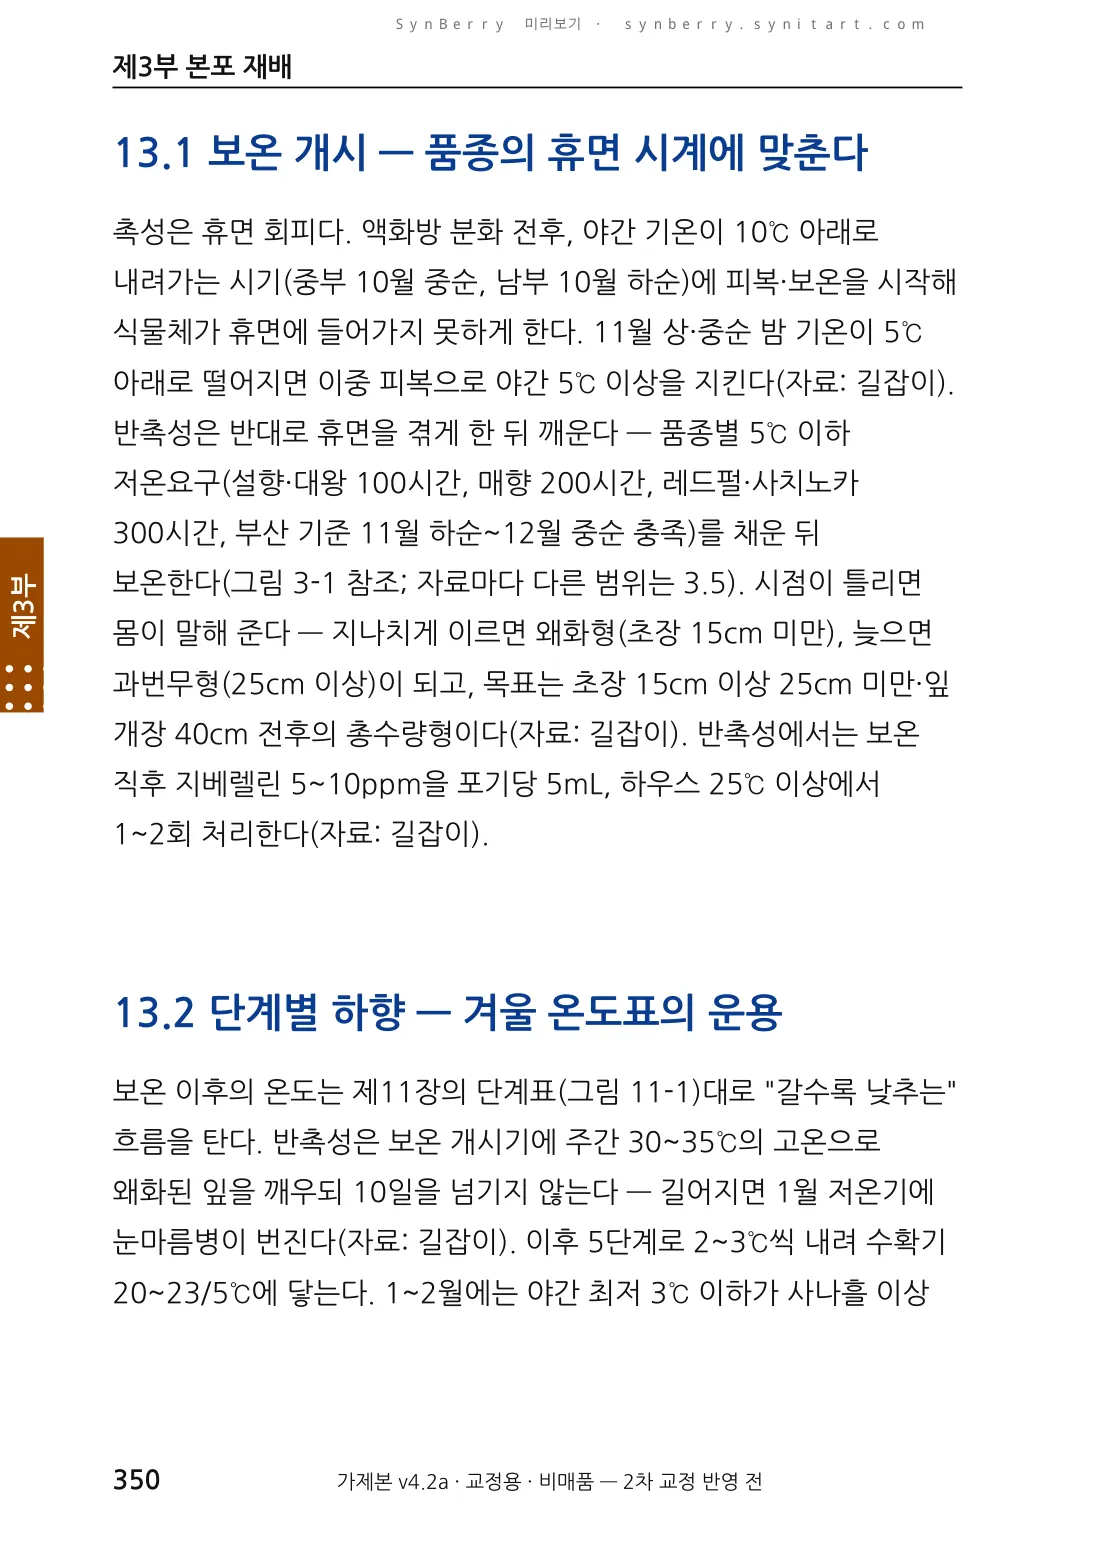 SynBerry 미리보기 · synberry.synitart.com
제3부 본포 재배
13.1 보온 개시 — 품종의 휴면 시계에 맞춘다
촉성은 휴면 회피다. 액화방 분화 전후, 야간 기온이 10℃ 아래로
내려가는 시기(중부 10월 중순, 남부 10월 하순)에 피복·보온을 시작해
식물체가 휴면에 들어가지 못하게 한다. 11월 상·중순 밤 기온이 5℃
아래로 떨어지면 이중 피복으로 야간 5℃ 이상을 지킨다(자료: 길잡이).
반촉성은 반대로 휴면을 겪게 한 뒤 깨운다 — 품종별 5℃ 이하
저온요구(설향·대왕 100시간, 매향 200시간, 레드펄·사치노카
300시간, 부산 기준 11월 하순~12월 중순 충족)를 채운 뒤
보온한다(그림 3-1 참조; 자료마다 다른 범위는 3.5). 시점이 틀리면
몸이 말해 준다 — 지나치게 이르면 왜화형(초장 15cm 미만), 늦으면
과번무형(25cm 이상)이 되고, 목표는 초장 15cm 이상 25cm 미만·잎
개장 40cm 전후의 총수량형이다(자료: 길잡이). 반촉성에서는 보온
직후 지베렐린 5~10ppm을 포기당 5mL, 하우스 25℃ 이상에서
1~2회 처리한다(자료: 길잡이).
제3부
13.2 단계별 하향 — 겨울 온도표의 운용
보온 이후의 온도는 제11장의 단계표(그림 11-1)대로 "갈수록 낮추는"
흐름을 탄다. 반촉성은 보온 개시기에 주간 30~35℃의 고온으로
왜화된 잎을 깨우되 10일을 넘기지 않는다 — 길어지면 1월 저온기에
눈마름병이 번진다(자료: 길잡이). 이후 5단계로 2~3℃씩 내려 수확기
20~23/5℃에 닿는다. 1~2월에는 야간 최저 3℃ 이하가 사나흘 이상
350
가제본 v4.2a · 교정용 · 비매품 — 2차 교정 반영 전